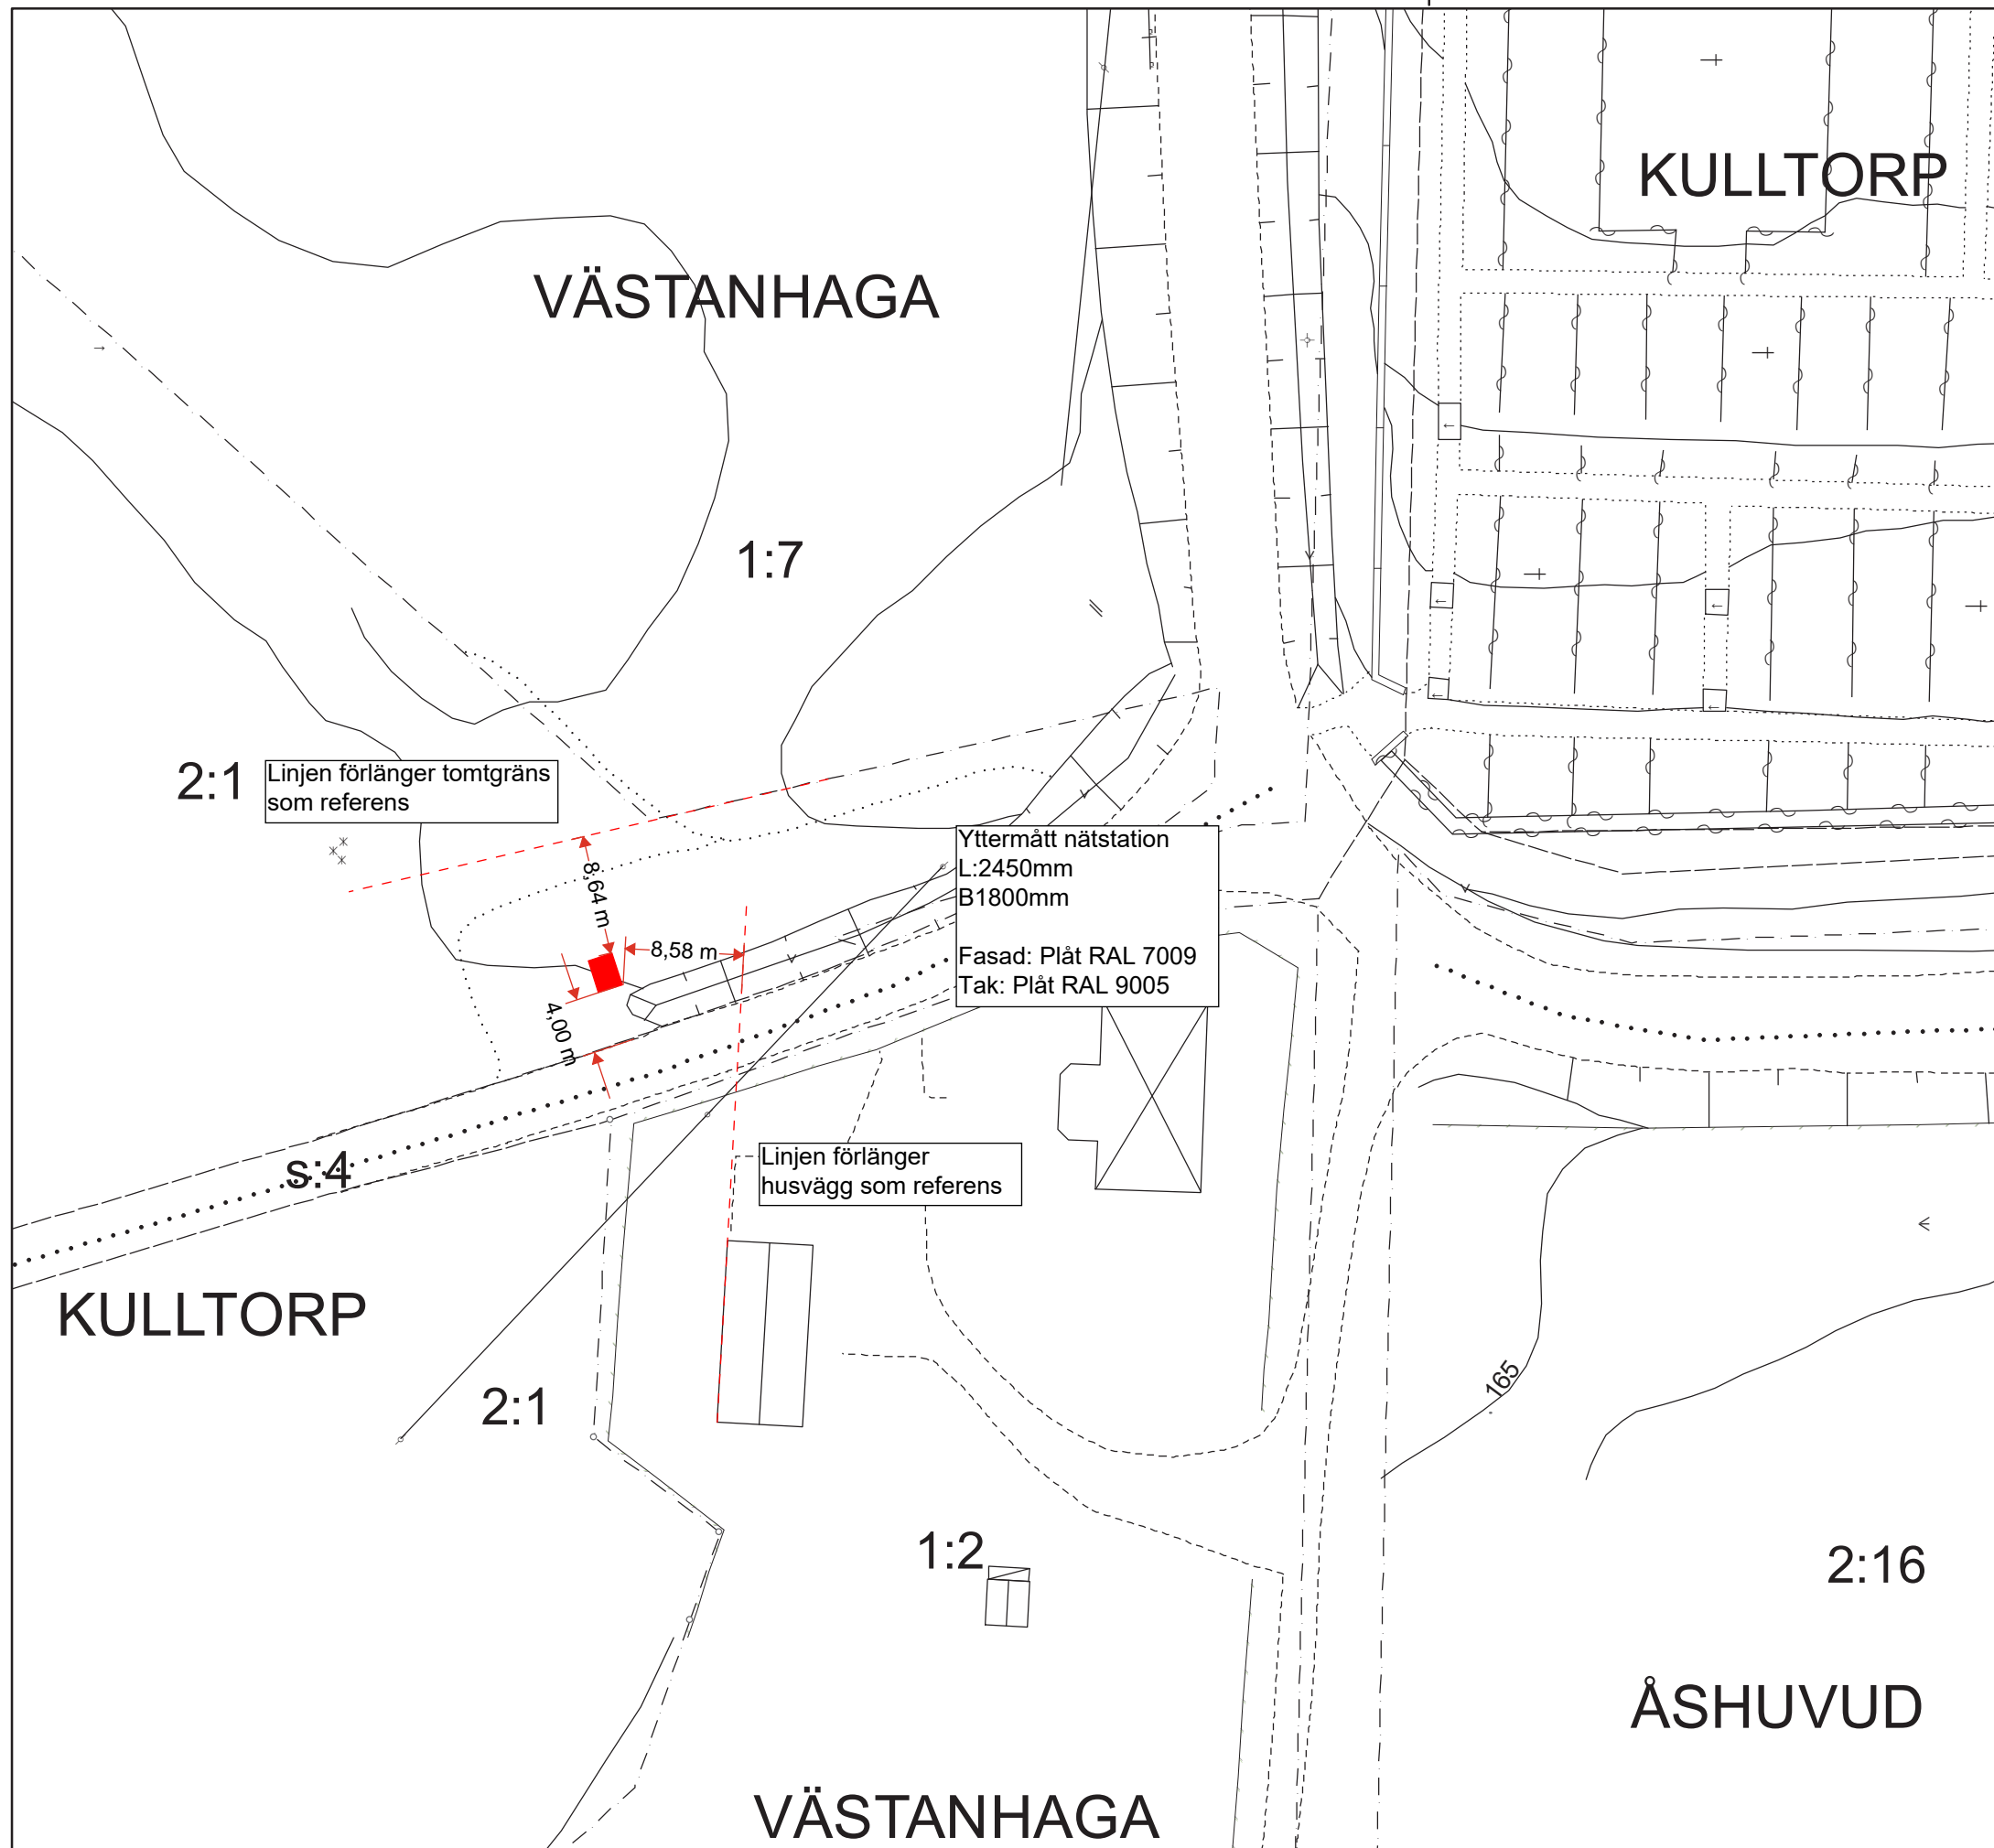 KULLTORP
VÄSTANHAGA
1:7
2:1
Linjen förlänger tomtgräns
som referens
Yttermått nätstation
L:2450mm
B1800mm
Fasad: Plåt RAL 7009
Tak: Plåt RAL 9005
8,64 m
8,58 m
4,00 m
s:4
Linjen förlänger
husvägg som referens
KULLTORP
2:1
165
1:2
2:16
ÅSHUVUD
VÄSTANHAGA